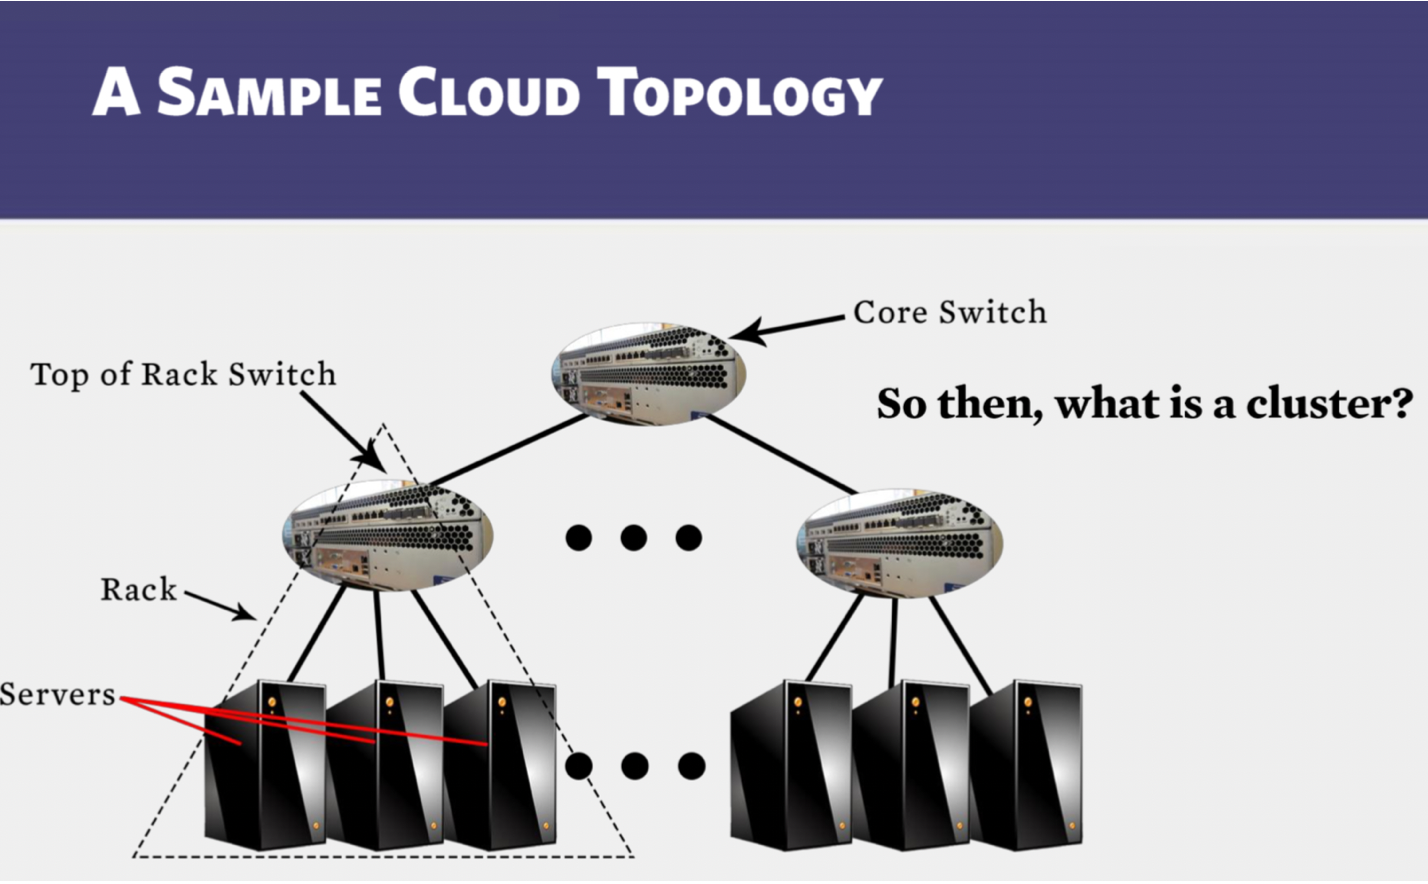 A Sample Cloud Topology
Core Switch
Top of Rack Switch
So then, what is a cluster?
Rack
Servers